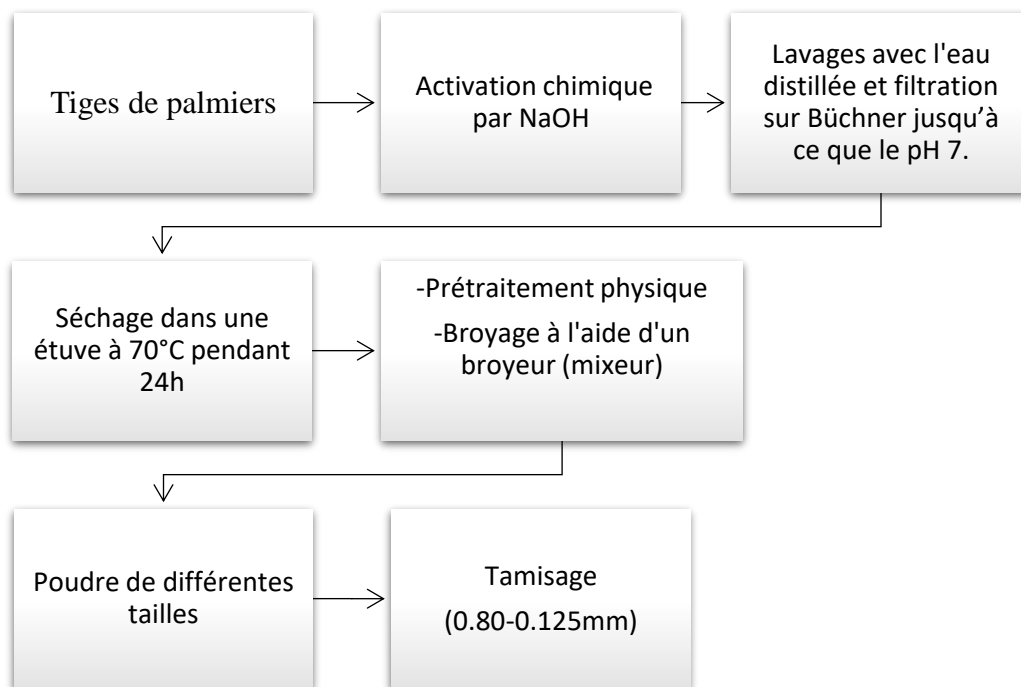 Tiges de palmiers
Activation chimique
par NaOH
Lavages avec l'eau
distillée et filtration
sur Büchner jusqu’à
ce que le pH 7.
Séchage dans une
étuve à 70°C pendant
24h
-Prétraitement physique
-Broyage à l'aide d'un
broyeur (mixeur)
Poudre de différentes
tailles
Tamisage
(0.80-0.125mm)